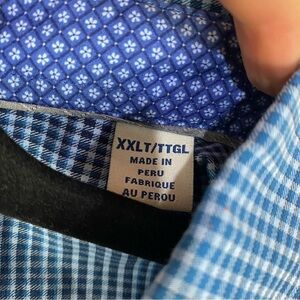 XXLT/TTGL
MADE IN
PERU
FABRIQUE
AU PEROU